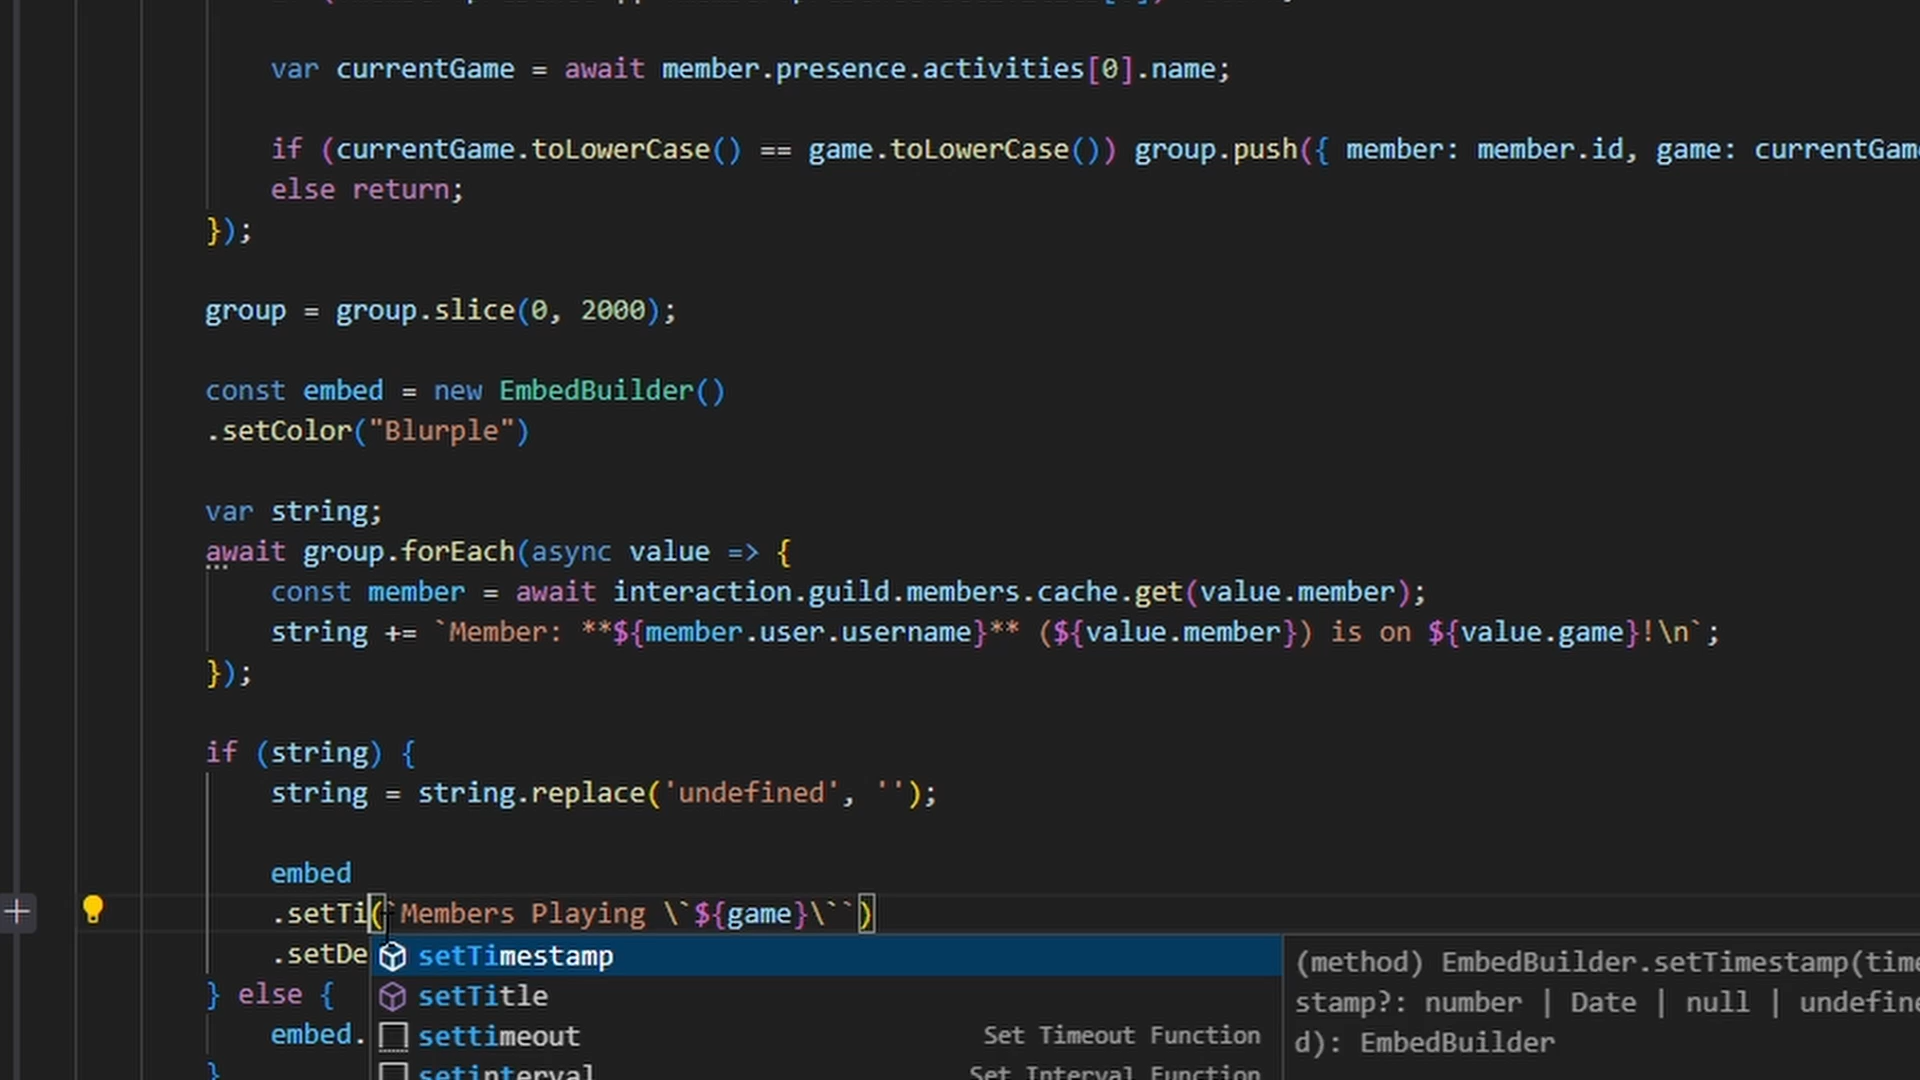 var currentGame = await member.presence.activities[0].name;
if (currentGame.toLowerCase() == game.toLowerCase()) group.push({ member: member.id, game: currentGam
else return;
});
group = group.slice(0, 2000);
const embed = new EmbedBuilder()
.setColor("Blurple")
var string;
await group.forEach(async value => {
const member = await interaction.guild.members.cache.get(value.member);
string += `Member: **${member.user.username}** (${value.member}) is on ${value.game}!\n`;
});
if (string) {
string = string.replace('undefined', '');
embed
.setTi(`Members Playing \`${game}\``)
.setDe
setTimestamp
(method) EmbedBuilder.setTimestamp(time
stamp?: number | Date | null | undefine
d): EmbedBuilder
} else {
setTitle
embed.
settimeout Set Timeout Function
}
setinterval Set Interval Function